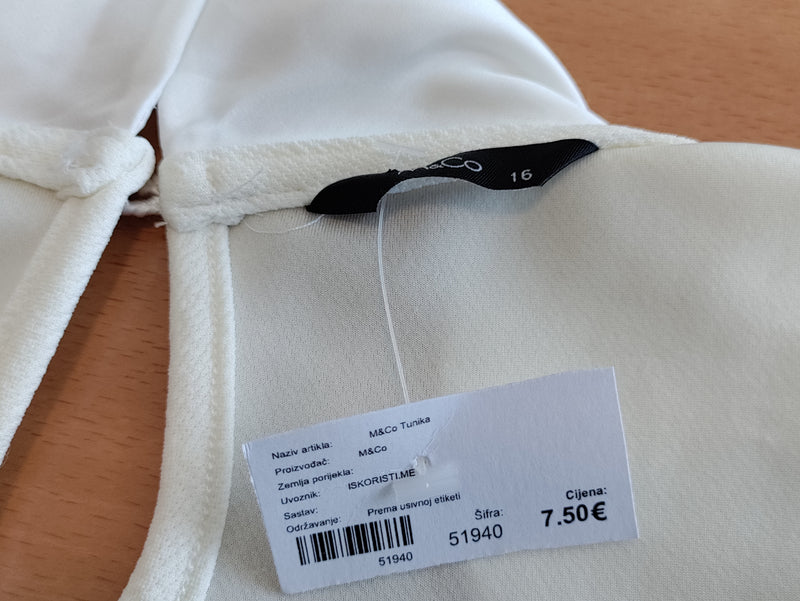 &Co 16
Naziv artikla: M&Co Tunika
Proizvođač: M&Co
Zemlja porijekla:
Uvoznik: ISKORISTI.ME
Sastav:
Održavanje: Prema usivnoj etiketi
51940
Šifra:
51940
Cijena:
7.50€